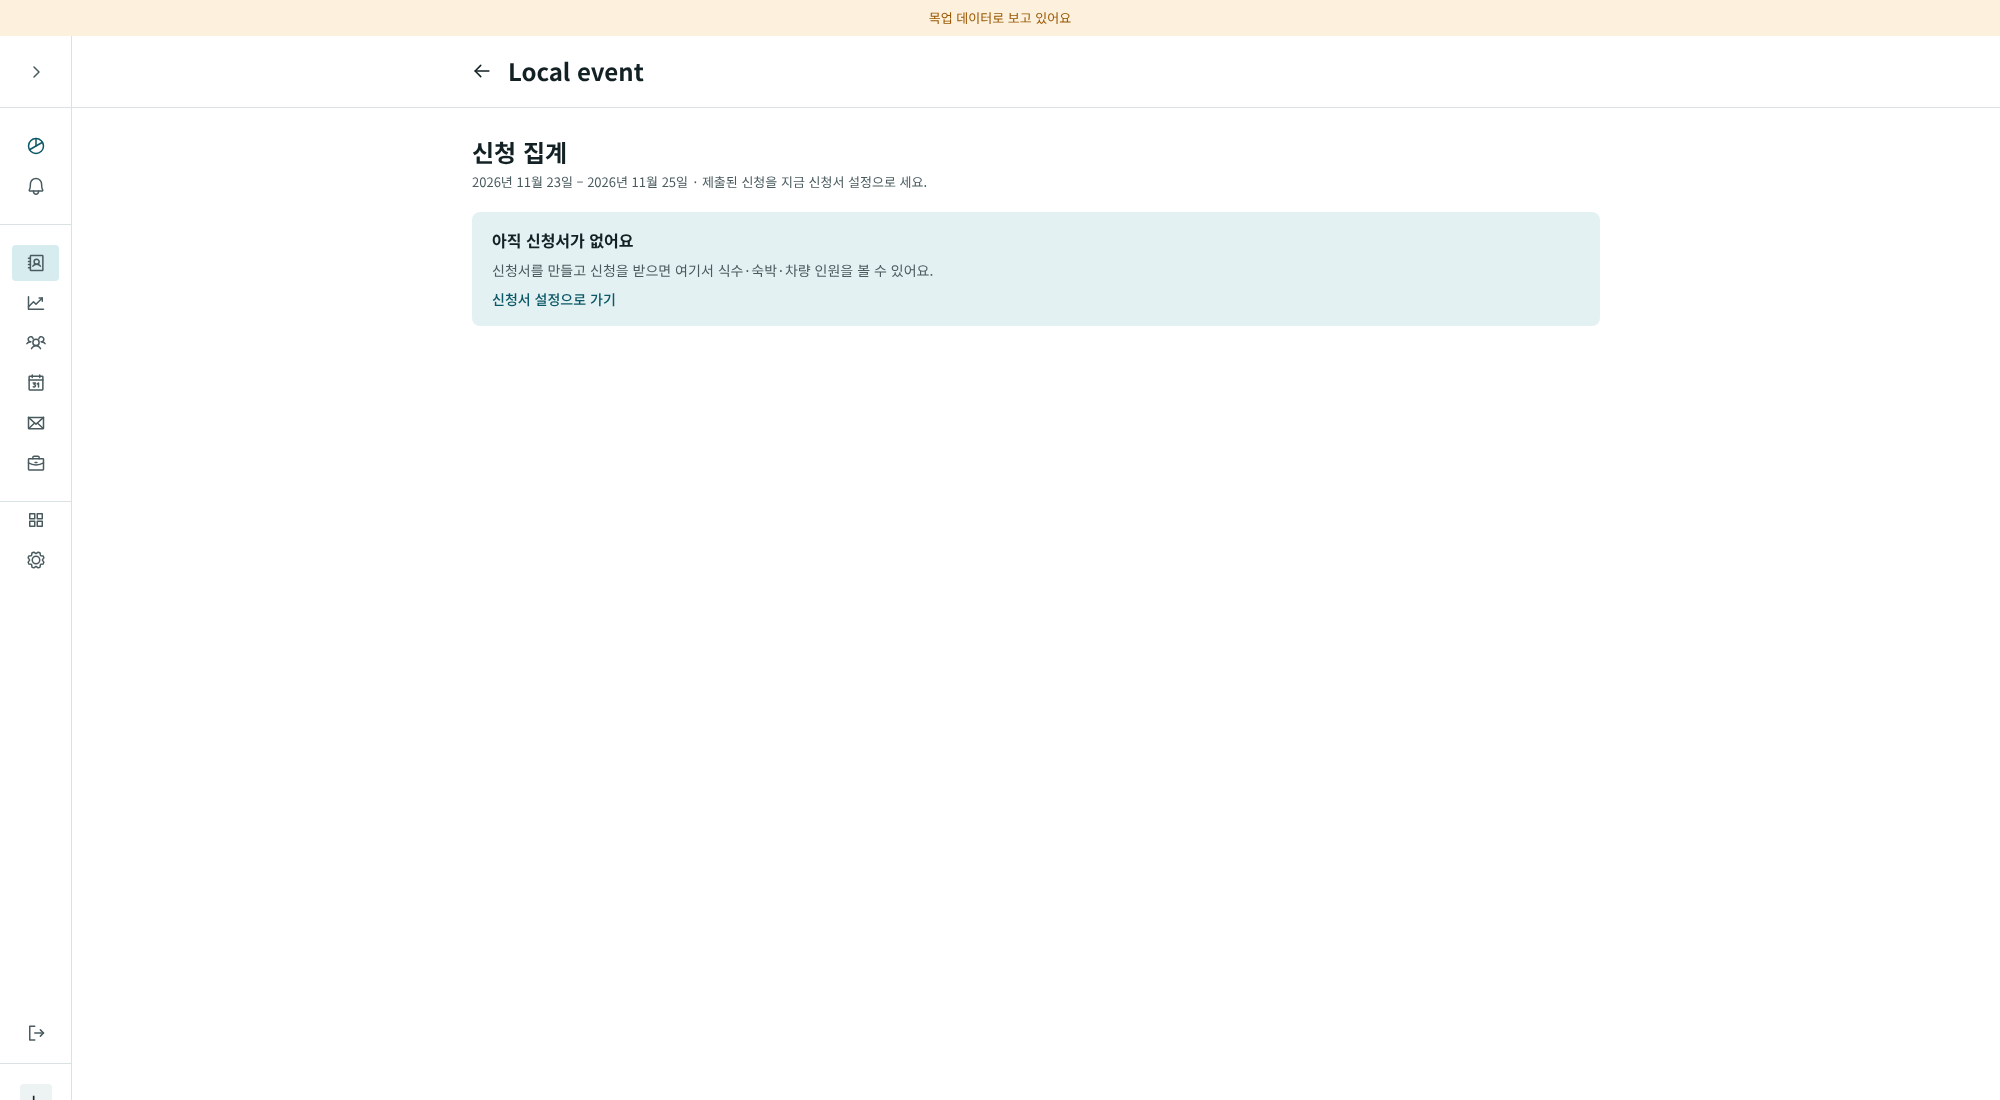 목업 데이터로 보고 있어요
Local event
신청 집계
2026년 11월 23일 – 2026년 11월 25일 · 제출된 신청을 지금 신청서 설정으로 세요.
아직 신청서가 없어요
신청서를 만들고 신청을 받으면 여기서 식수·숙박·차량 인원을 볼 수 있어요.
신청서 설정으로 가기
31